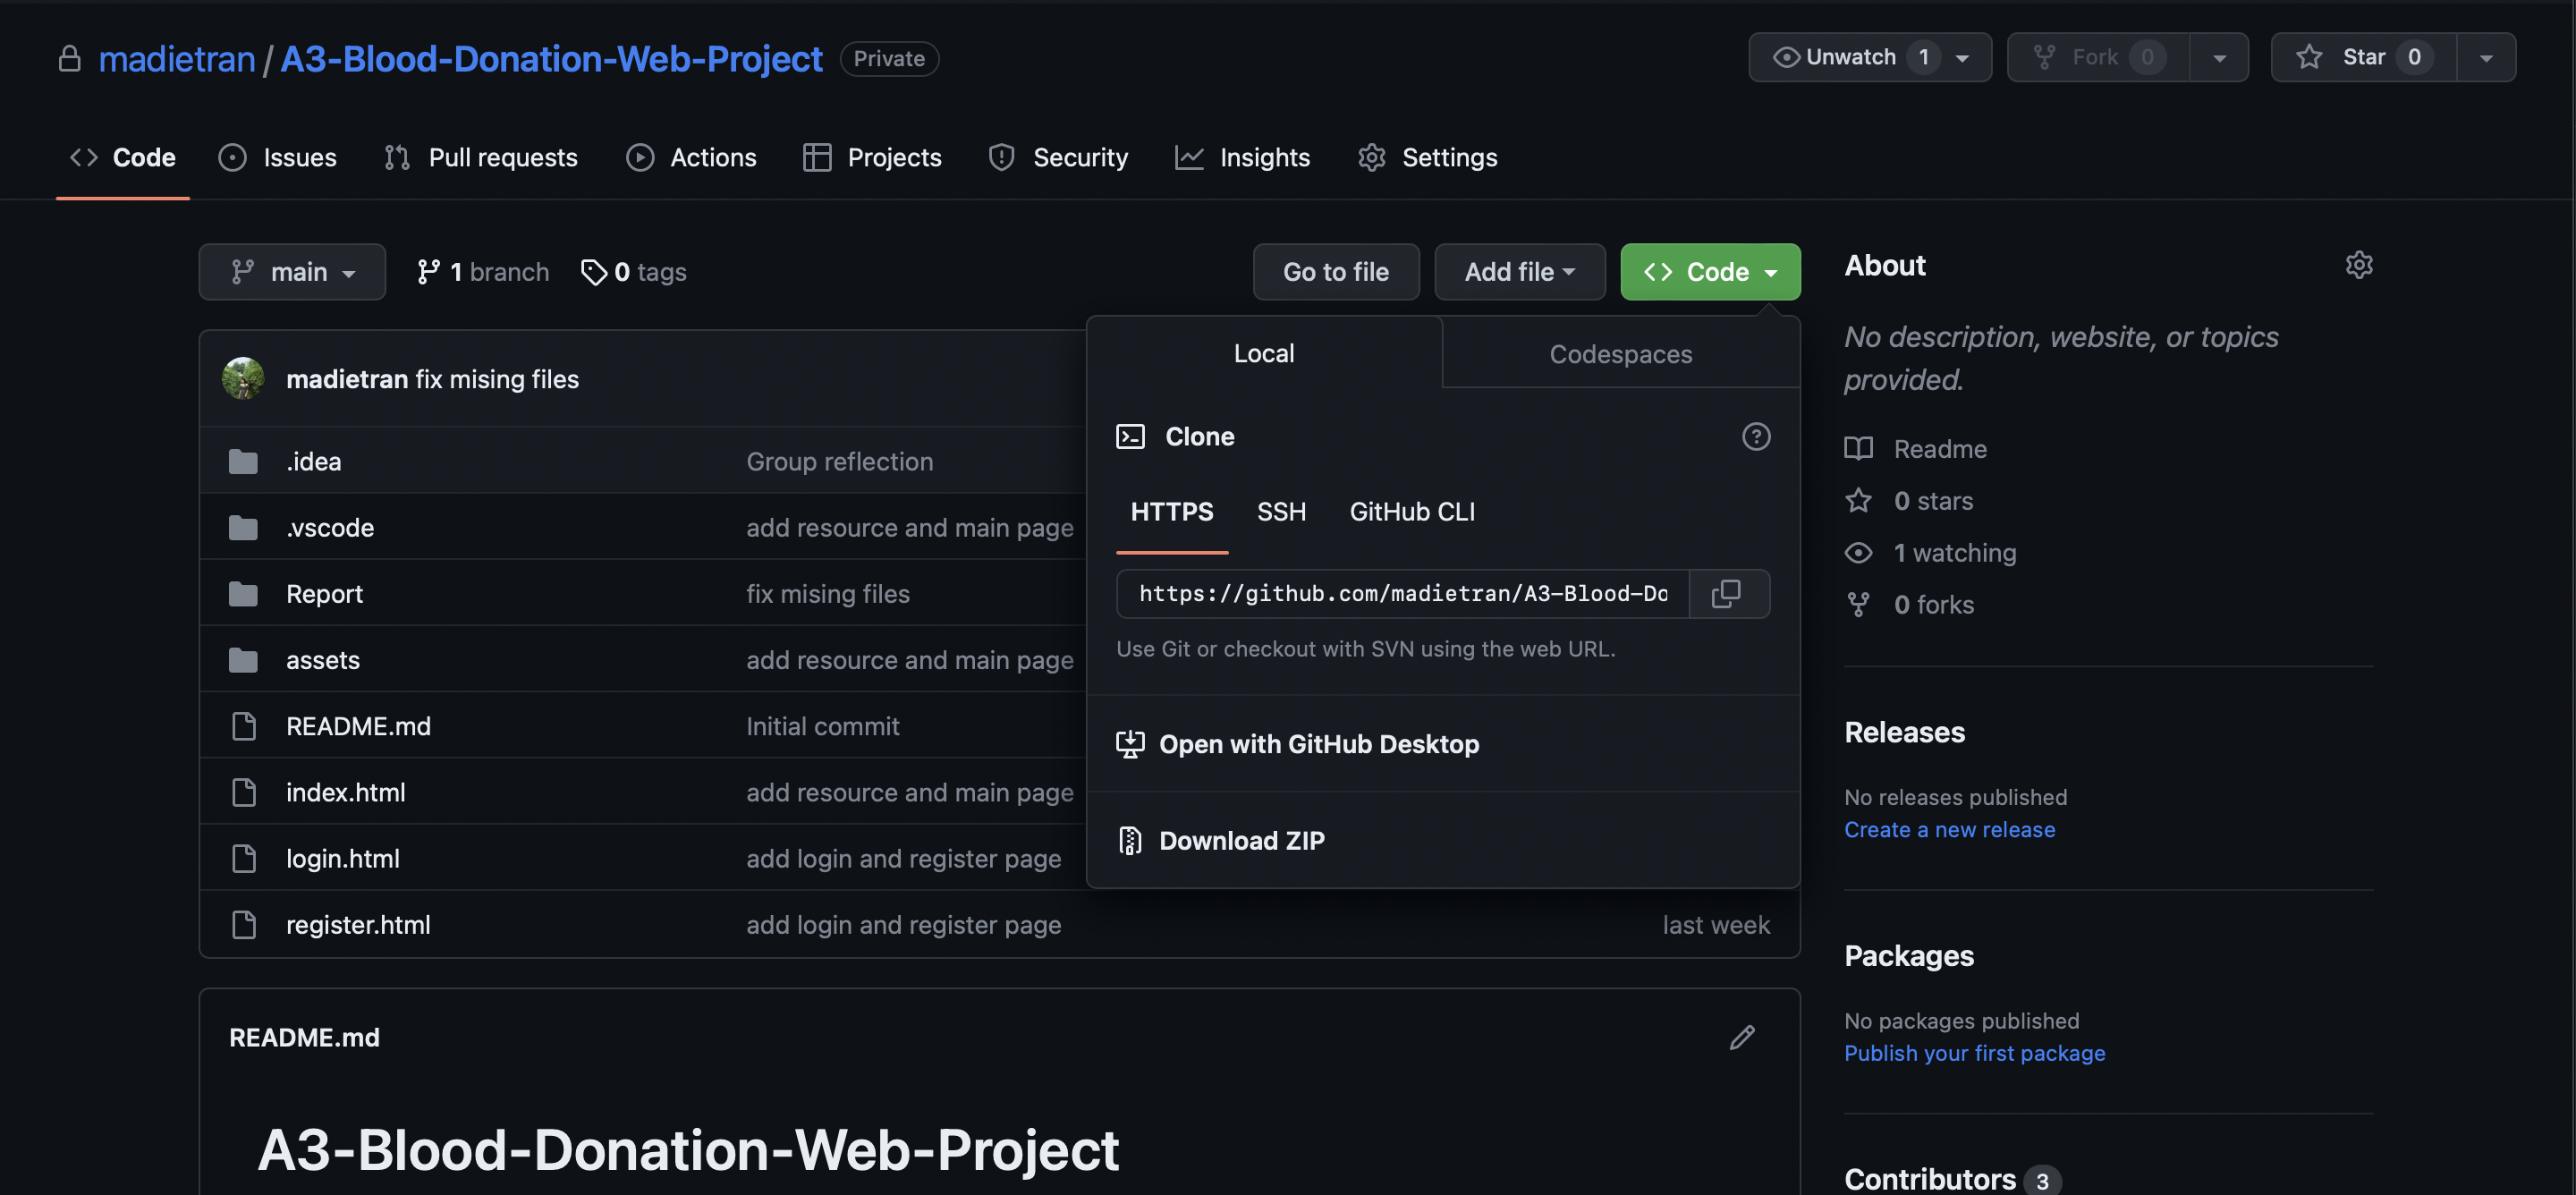 madietran / A3-Blood-Donation-Web-Project Private
Unwatch 1 Fork 0 Star 0
Code Issues Pull requests Actions Projects Security Insights Settings
main 1 branch 0 tags Go to file Add file Code
madietran fix mising files
.idea Group reflection
.vscode add resource and main page
Report fix mising files
assets add resource and main page
README.md Initial commit
index.html add resource and main page
login.html add login and register page
register.html add login and register page last week
Local Codespaces
Clone
HTTPS SSH GitHub CLI
https://github.com/madietran/A3-Blood-Do
Use Git or checkout with SVN using the web URL.
Open with GitHub Desktop
Download ZIP
README.md
A3-Blood-Donation-Web-Project
About
No description, website, or topics
provided.
Readme
0 stars
1 watching
0 forks
Releases
No releases published
Create a new release
Packages
No packages published
Publish your first package
Contributors 3